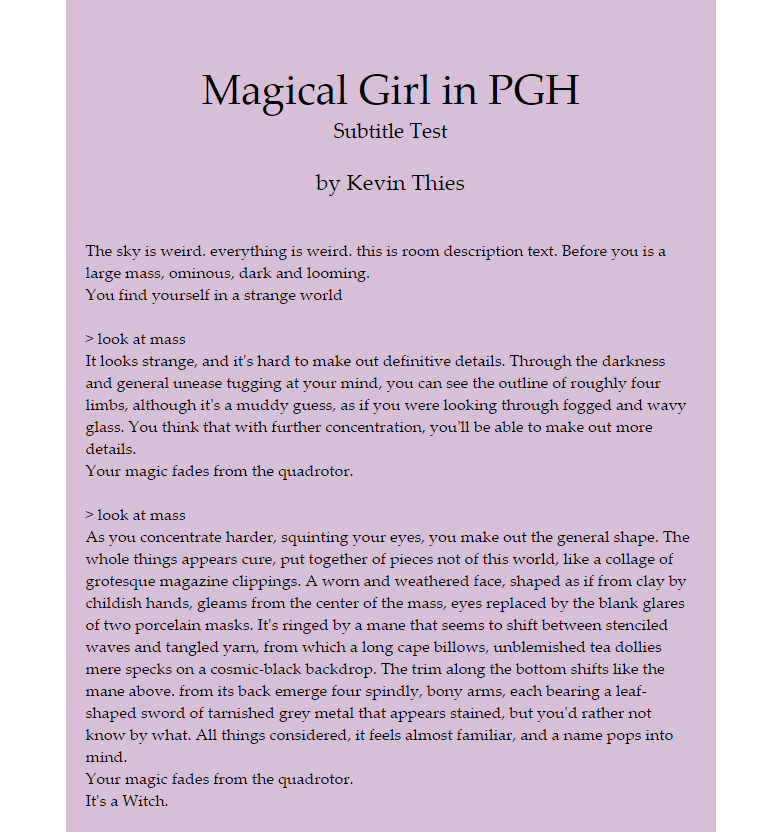 Magical Girl in PGH
Subtitle Test
by Kevin Thies
The sky is weird. everything is weird. this is room description text. Before you is a
large mass, ominous, dark and looming.
You find yourself in a strange world
> look at mass
It looks strange, and it's hard to make out definitive details. Through the darkness
and general unease tugging at your mind, you can see the outline of roughly four
limbs, although it's a muddy guess, as if you were looking through fogged and wavy
glass. You think that with further concentration, you'll be able to make out more
details.
Your magic fades from the quadrotor.
> look at mass
As you concentrate harder, squinting your eyes, you make out the general shape. The
whole things appears cure, put together of pieces not of this world, like a collage of
grotesque magazine clippings. A worn and weathered face, shaped as if from clay by
childish hands, gleams from the center of the mass, eyes replaced by the blank glares
of two porcelain masks. It's ringed by a mane that seems to shift between stenciled
waves and tangled yarn, from which a long cape billows, unblemished tea dollies
mere specks on a cosmic-black backdrop. The trim along the bottom shifts like the
mane above. from its back emerge four spindly, bony arms, each bearing a leaf-
shaped sword of tarnished grey metal that appears stained, but you'd rather not
know by what. All things considered, it feels almost familiar, and a name pops into
mind.
Your magic fades from the quadrotor.
It's a Witch.